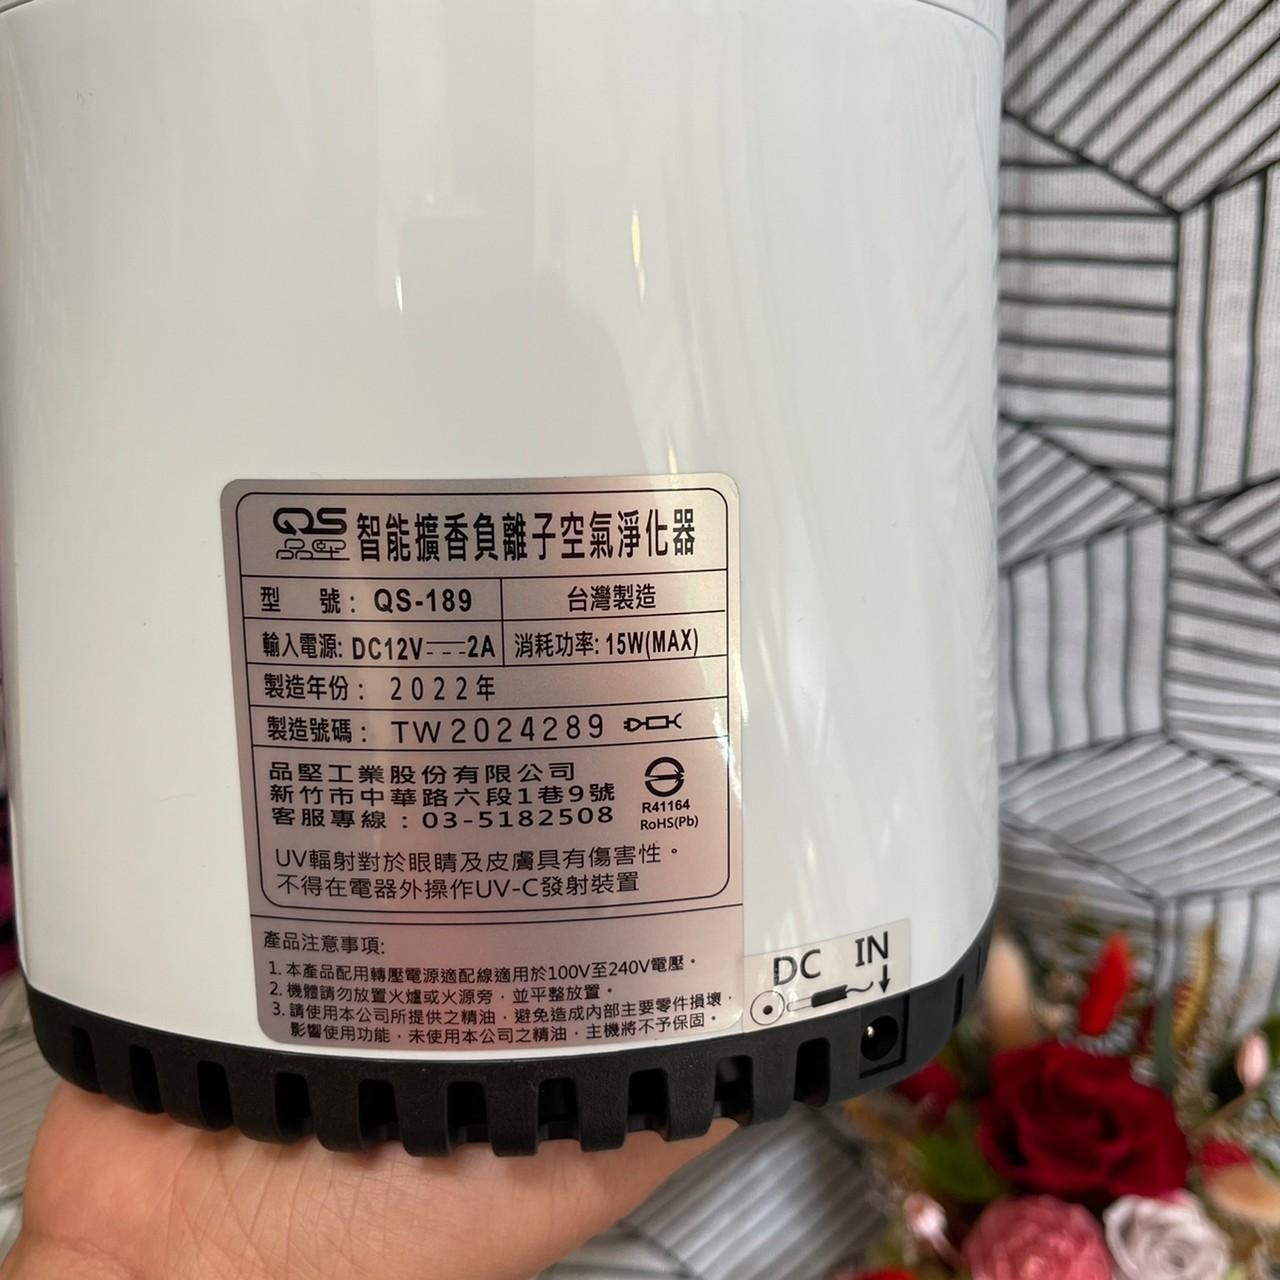 QS 品堅 智能擴香負離子空氣淨化器
型 號: QS-189 台灣製造
輸入電源: DC12V⎓2A 消耗功率: 15W(MAX)
製造年份: 2022年
製造號碼: TW2024289
品堅工業股份有限公司
新竹市中華路六段1巷9號
客服專線:03-5182508
R41164
RoHS(Pb)
UV輻射對於眼睛及皮膚具有傷害性。
不得在電器外操作UV-C發射裝置
產品注意事項:
1. 本產品配用轉壓電源適配線適用於100V至240V電壓。
2. 機體請勿放置火爐或火源旁,並平整放置。
3. 請使用本公司所提供之精油,避免造成內部主要零件損壞,
影響使用功能,未使用本公司之精油,主機將不予保固。
DC IN